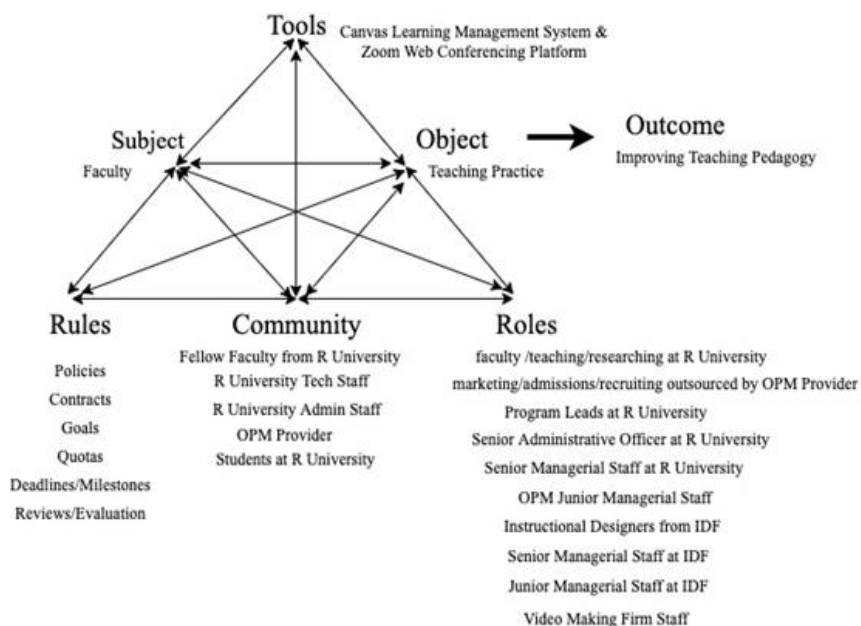 Tools
Canvas Learning Management System &
Zoom Web Conferencing Platform
Subject
Faculty
Object
Teaching Practice
Outcome
Improving Teaching Pedagogy
Rules
Policies
Contracts
Goals
Quotas
Deadlines/Milestones
Reviews/Evaluation
Community
Fellow Faculty from R University
R University Tech Staff
R University Admin Staff
OPM Provider
Students at R University
Roles
faculty /teaching/researching at R University
marketing/admissions/recruiting outsourced by OPM Provider
Program Leads at R University
Senior Administrative Officer at R University
Senior Managerial Staff at R University
OPM Junior Managerial Staff
Instructional Designers from IDF
Senior Managerial Staff at IDF
Junior Managerial Staff at IDF
Video Making Firm Staff